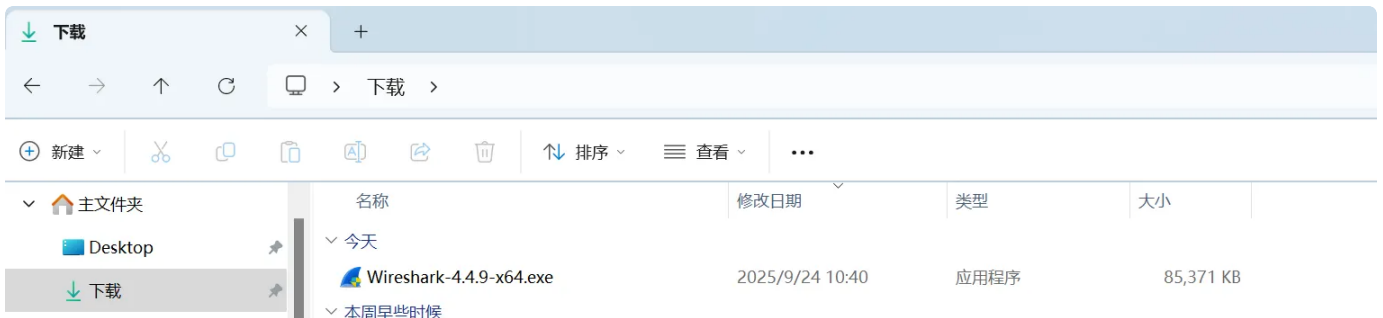 下载
下载
新建
排序
查看
主文件夹
Desktop
下载
名称 修改日期 类型 大小
今天
Wireshark-4.4.9-x64.exe 2025/9/24 10:40 应用程序 85,371 KB
本周早些时候